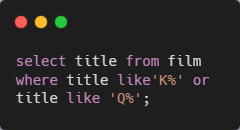 select title from film
where title like'K%' or
title like 'Q%';